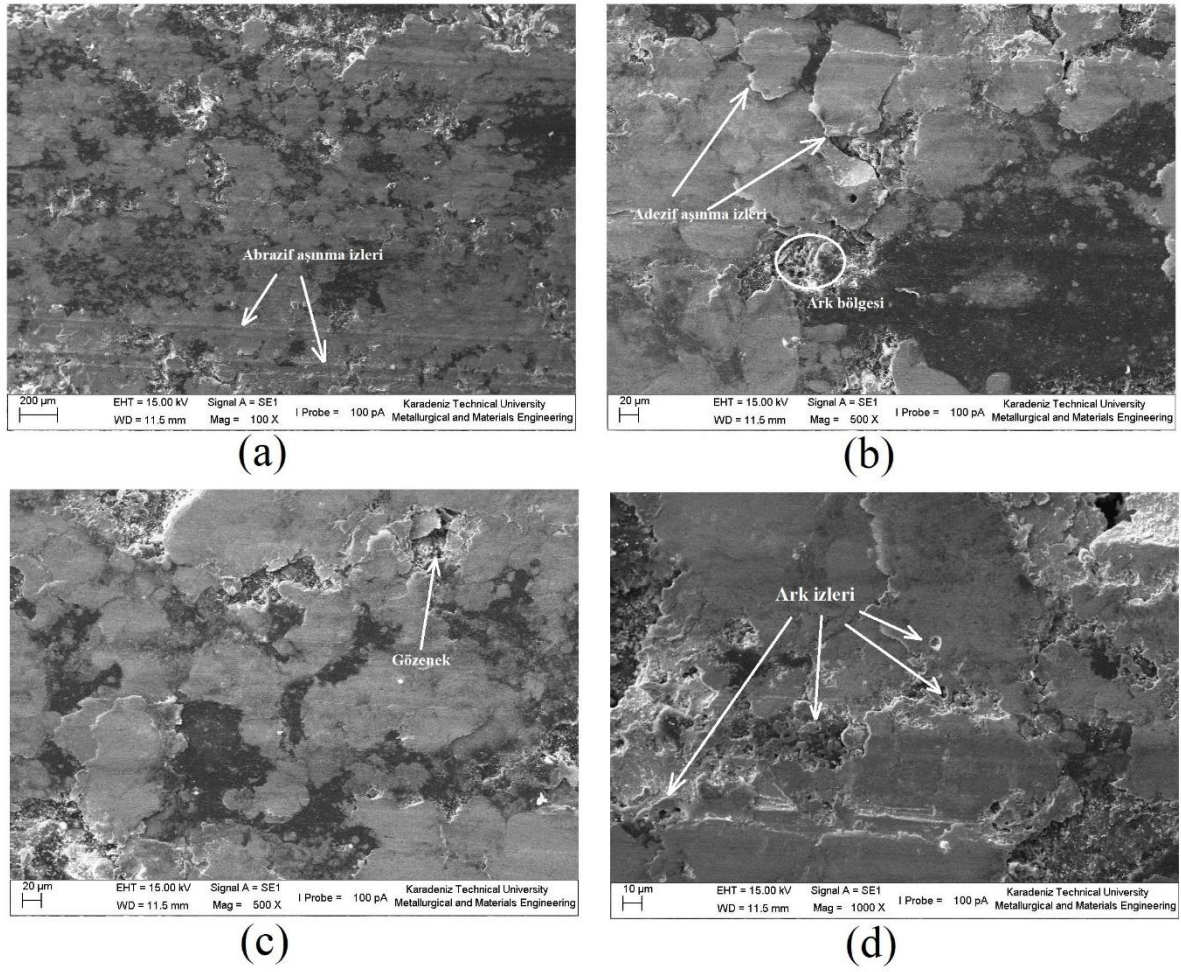 Abrazif aşınma izleri
200 µm
EHT = 15.00 kV Signal A = SE1 I Probe = 100 pA Karadeniz Technical University
WD = 11.5 mm Mag = 100 X Metallurgical and Materials Engineering
(a)
Adezif aşınma izleri
Ark bölgesi
20 µm
EHT = 15.00 kV Signal A = SE1 I Probe = 100 pA Karadeniz Technical University
WD = 11.5 mm Mag = 500 X Metallurgical and Materials Engineering
(b)
Gözenek
20 µm
EHT = 15.00 kV Signal A = SE1 I Probe = 100 pA Karadeniz Technical University
WD = 11.5 mm Mag = 500 X Metallurgical and Materials Engineering
(c)
Ark izleri
10 µm
EHT = 15.00 kV Signal A = SE1 I Probe = 100 pA Karadeniz Technical University
WD = 11.5 mm Mag = 1000 X Metallurgical and Materials Engineering
(d)